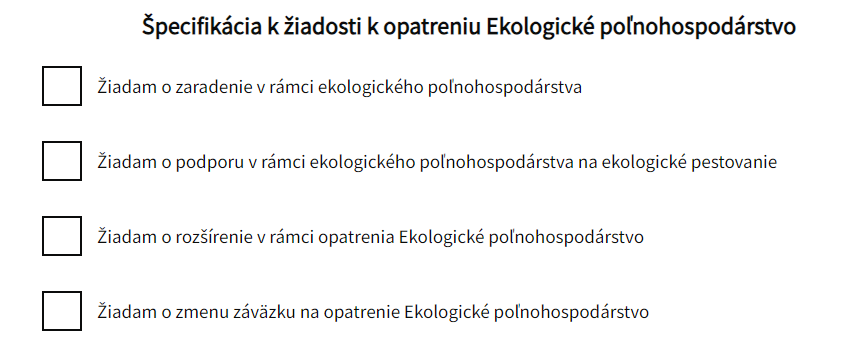 Špecifikácia k žiadosti k opatreniu Ekologické poľnohospodárstvo
Žiadam o zaradenie v rámci ekologického poľnohospodárstva
Žiadam o podporu v rámci ekologického poľnohospodárstva na ekologické pestovanie
Žiadam o rozšírenie v rámci opatrenia Ekologické poľnohospodárstvo
Žiadam o zmenu záväzku na opatrenie Ekologické poľnohospodárstvo